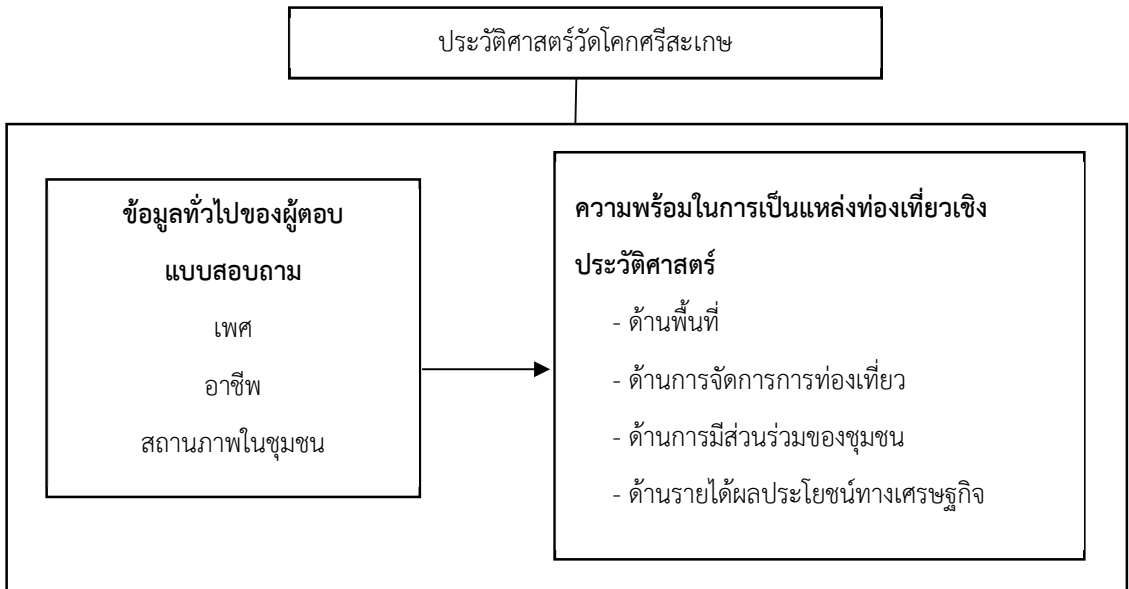 ประวัติศาสตร์วัดโคกศรีสะเกษ
ข้อมูลทั่วไปของผู้ตอบ
แบบสอบถาม
เพศ
อาชีพ
สถานภาพในชุมชน
ความพร้อมในการเป็นแหล่งท่องเที่ยวเชิง
ประวัติศาสตร์
- ด้านพื้นที่
- ด้านการจัดการการท่องเที่ยว
- ด้านการมีส่วนร่วมของชุมชน
- ด้านรายได้ผลประโยชน์ทางเศรษฐกิจ